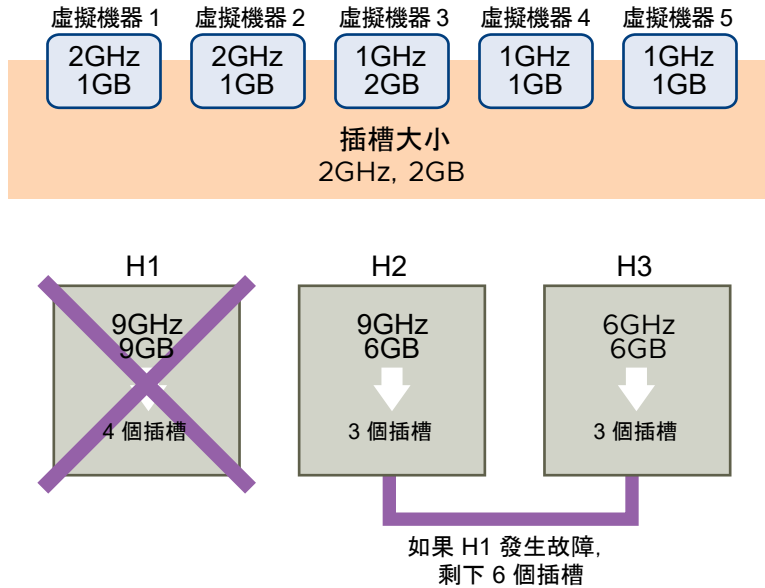 虛擬機器 1 虛擬機器 2 虛擬機器 3 虛擬機器 4 虛擬機器 5
2GHz 2GHz 1GHz 1GHz 1GHz
1GB 1GB 2GB 1GB 1GB
插槽大小
2GHz, 2GB
H1 H2 H3
9GHz 9GHz 6GHz
9GB 6GB 6GB
4 個插槽 3 個插槽 3 個插槽
如果 H1 發生故障,
剩下 6 個插槽